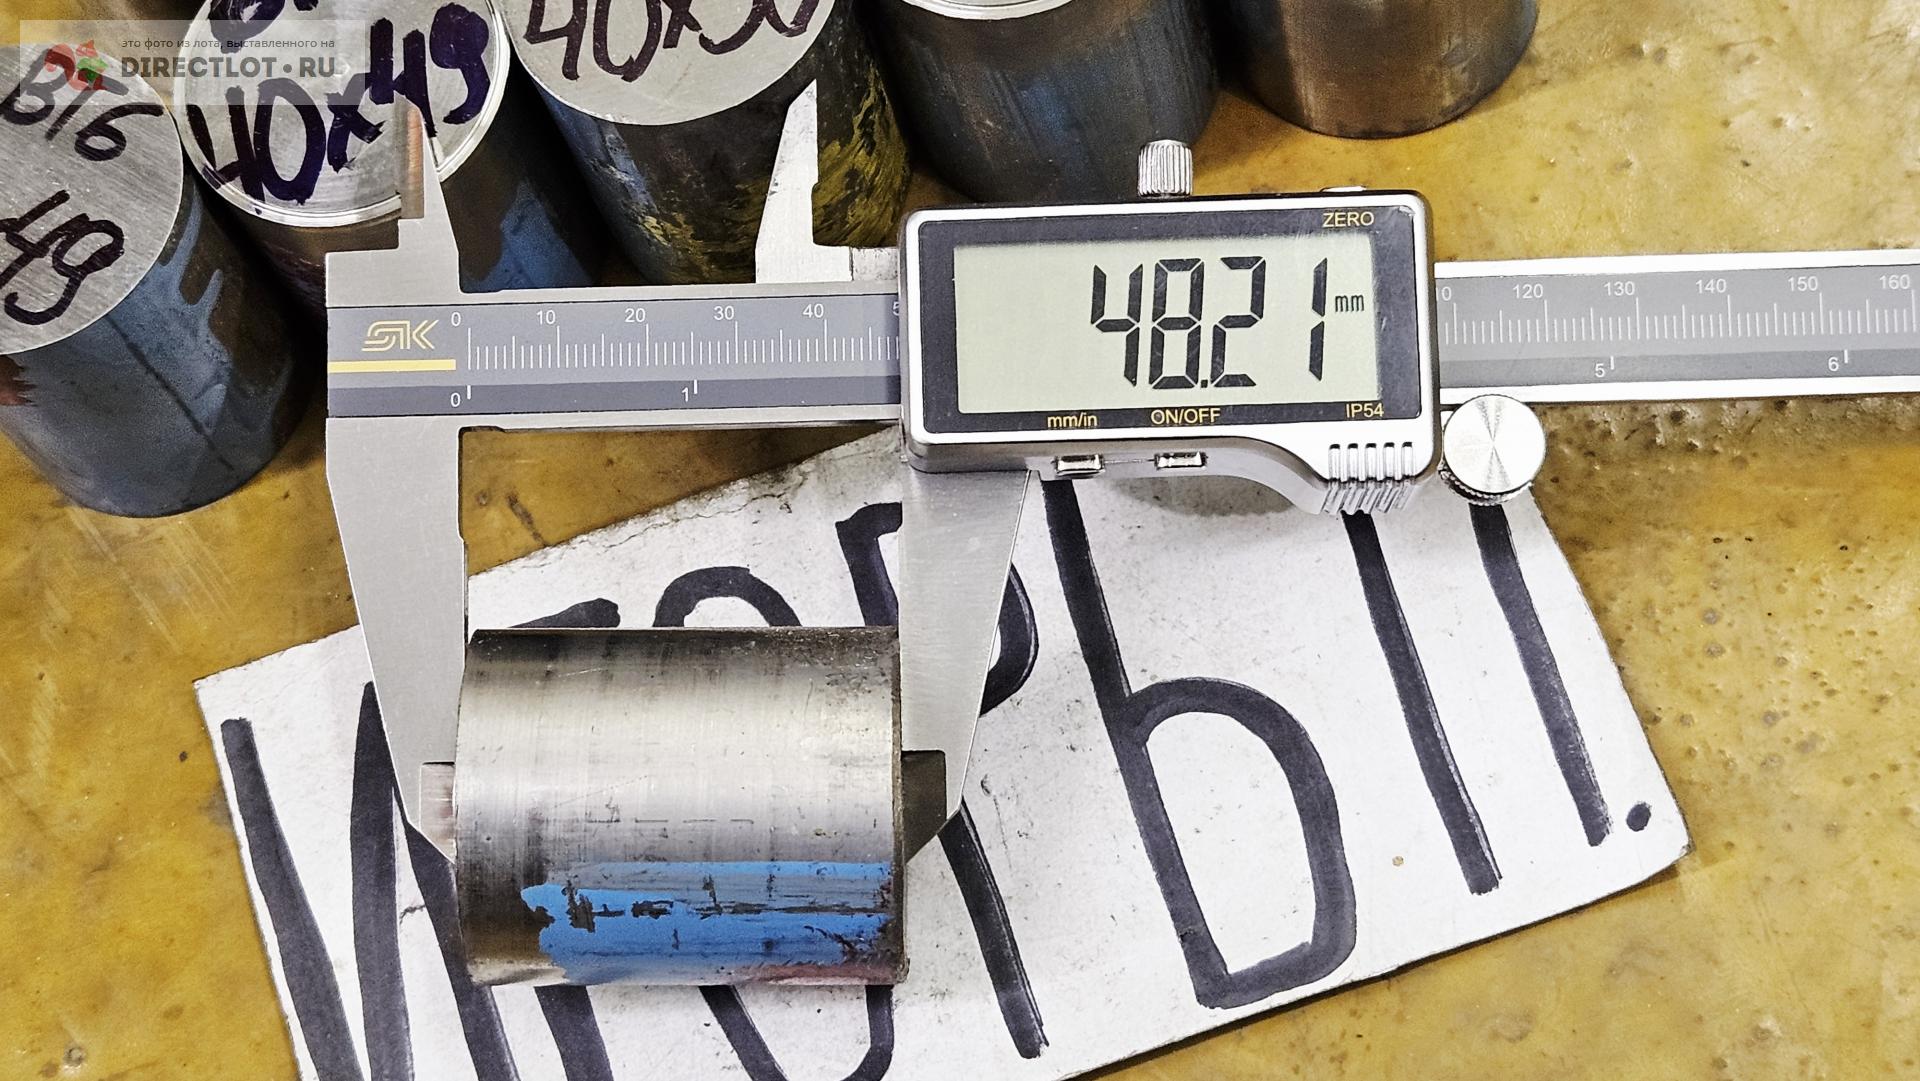 это фото из лота, выставленного на
DIRECTLOT.RU
ВТ6
49
40x49
40x50
ZERO
48.21 mm
mm/in ON/OFF IP54
SK
0 10 20 30 40
120 130 140 150 160
0 1
5 6